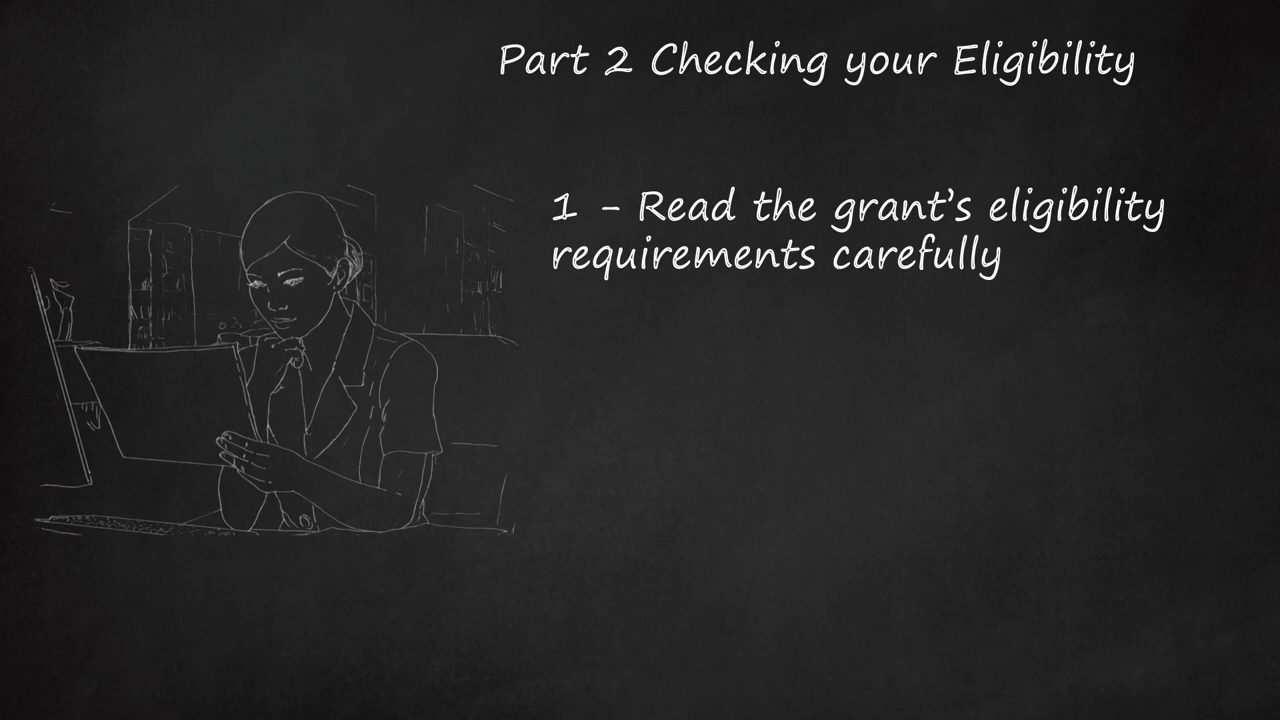 Part 2 Checking your Eligibility
1 - Read the grant's eligibility
requirements carefully